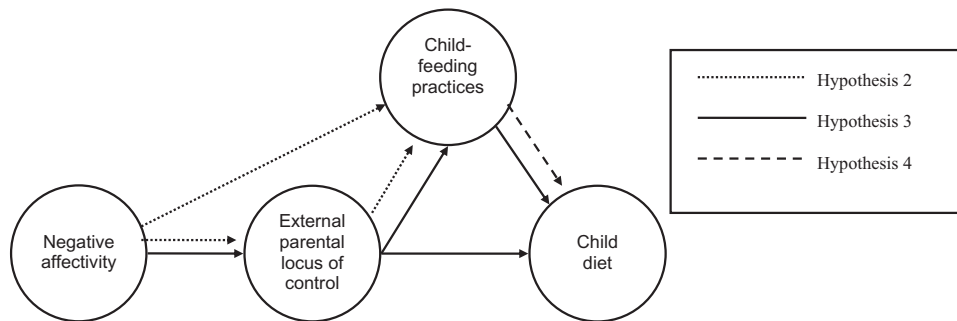 Child-
feeding
practices
Hypothesis 2
Hypothesis 3
Hypothesis 4
Negative
affectivity
External
parental
locus of
control
Child
diet